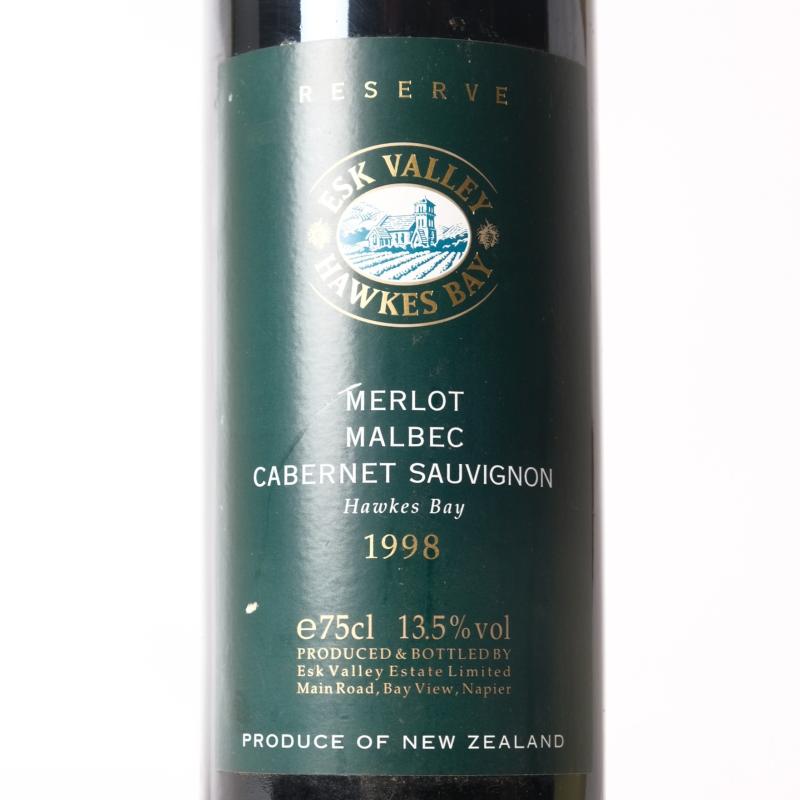 RESERVE
ESK VALLEY
HAWKES BAY
MERLOT
MALBEC
CABERNET SAUVIGNON
Hawkes Bay
1998
℮75cl 13.5% vol
PRODUCED & BOTTLED BY
Esk Valley Estate Limited
Main Road, Bay View, Napier
PRODUCE OF NEW ZEALAND